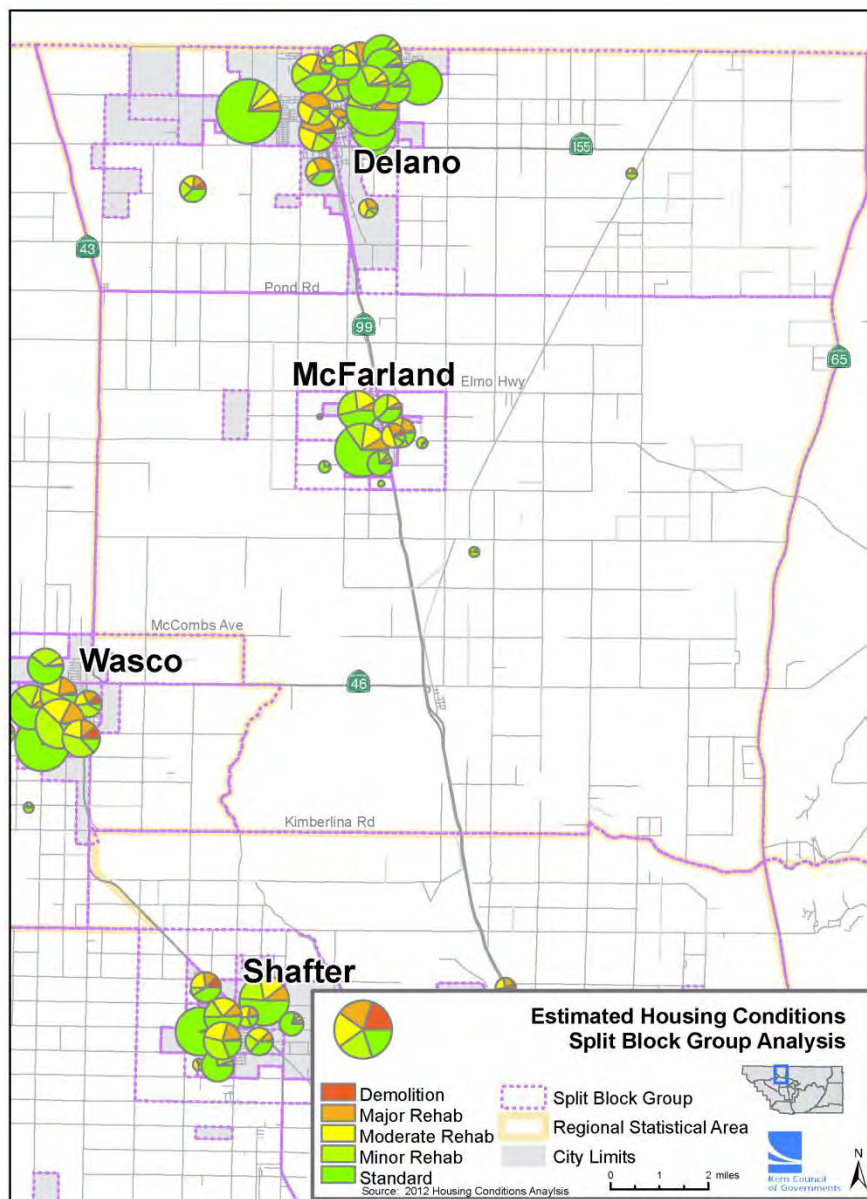 Delano
155
43
Pond Rd
99
McFarland
Elmo Hwy
65
McCombs Ave
Wasco
46
Kimberlina Rd
Shafter
Estimated Housing Conditions
Split Block Group Analysis
Demolition
Major Rehab
Moderate Rehab
Minor Rehab
Standard
Split Block Group
Regional Statistical Area
City Limits
0 1 2 miles
Source: 2012 Housing Conditions Anaylsis
Kern Council
of Governments
N